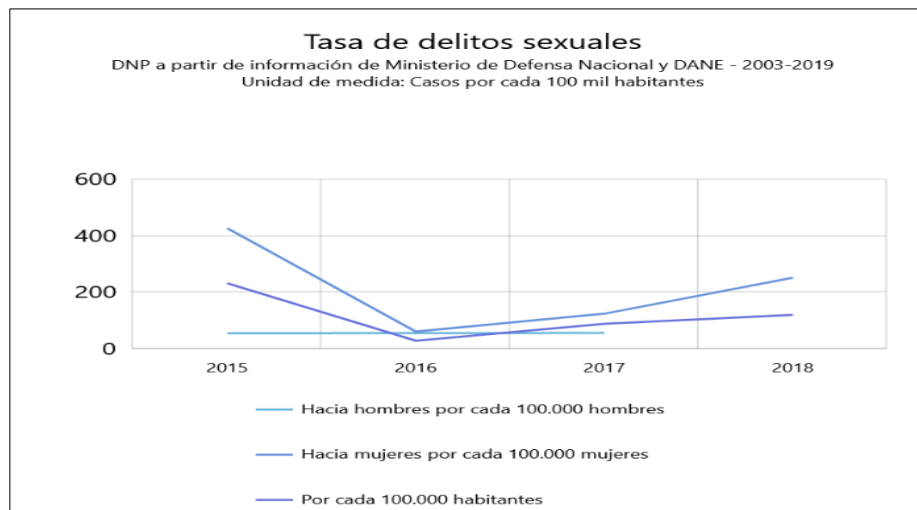 Tasa de delitos sexuales
DNP a partir de información de Ministerio de Defensa Nacional y DANE - 2003-2019
Unidad de medida: Casos por cada 100 mil habitantes
600
400
200
0
2015 2016 2017 2018
Hacia hombres por cada 100.000 hombres
Hacia mujeres por cada 100.000 mujeres
Por cada 100.000 habitantes